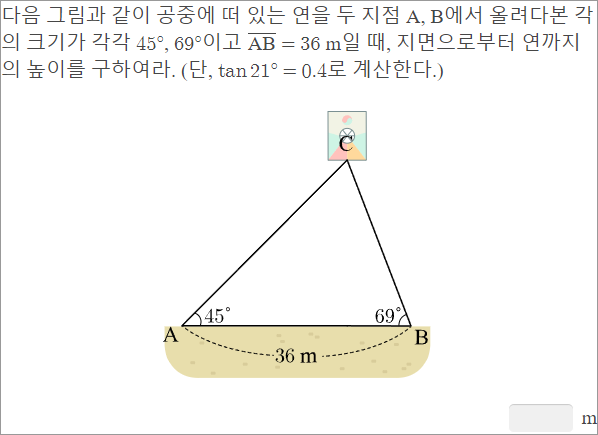 다음 그림과 같이 공중에 떠 있는 연을 두 지점 A, B에서 올려다본 각
의 크기가 각각 45°, 69°이고 A̅B̅ = 36 m일 때, 지면으로부터 연까지
의 높이를 구하여라. (단, tan 21° = 0.4로 계산한다.)
C
45° 69°
A B
36 m
m